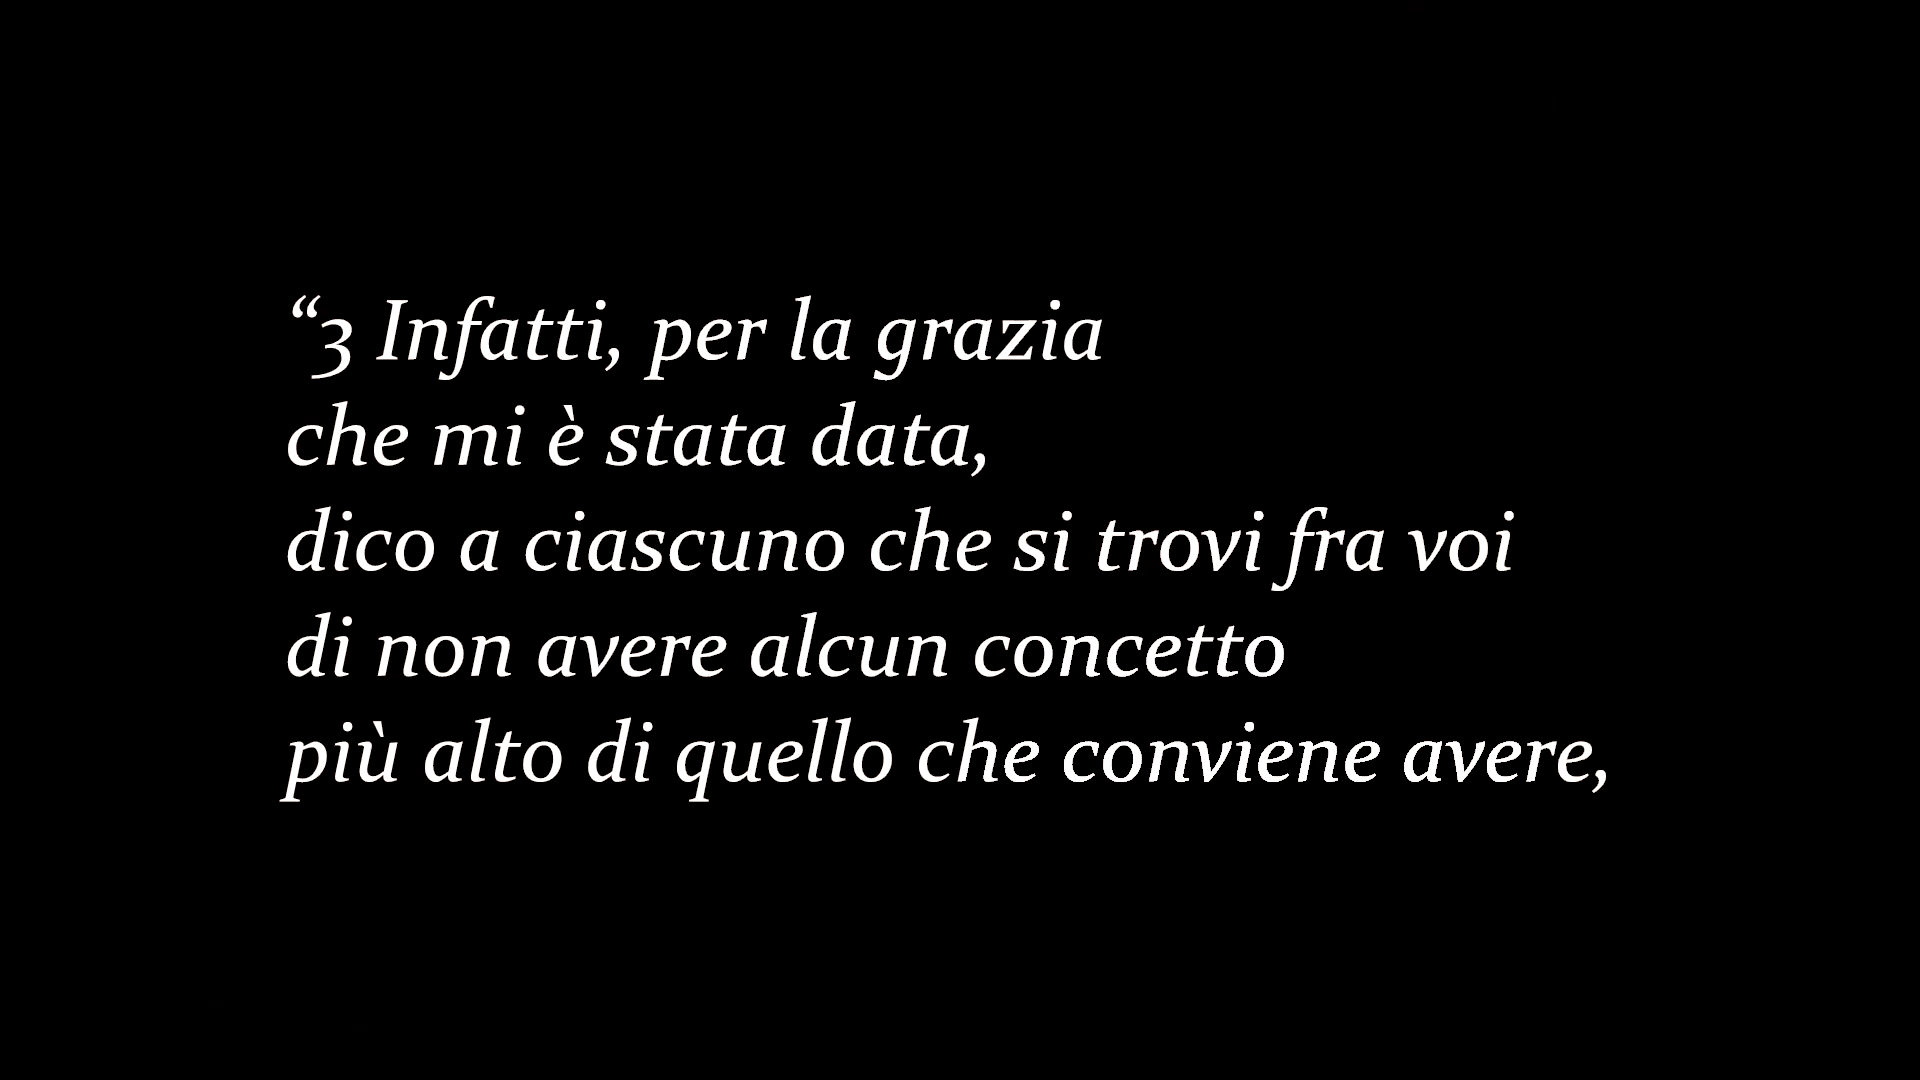 “3 Infatti, per la grazia
che mi è stata data,
dico a ciascuno che si trovi fra voi
di non avere alcun concetto
più alto di quello che conviene avere,